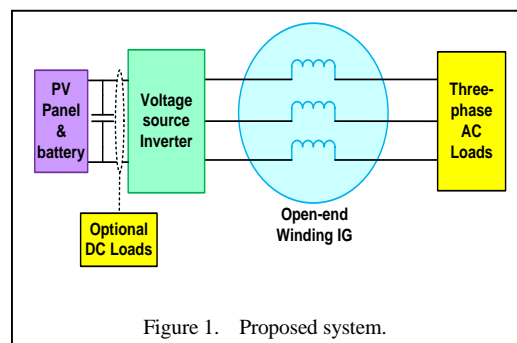 PV
Panel
&
battery
Voltage
source
Inverter
Three-
phase
AC
Loads
Optional
DC Loads
Open-end
Winding IG
Figure 1. Proposed system.